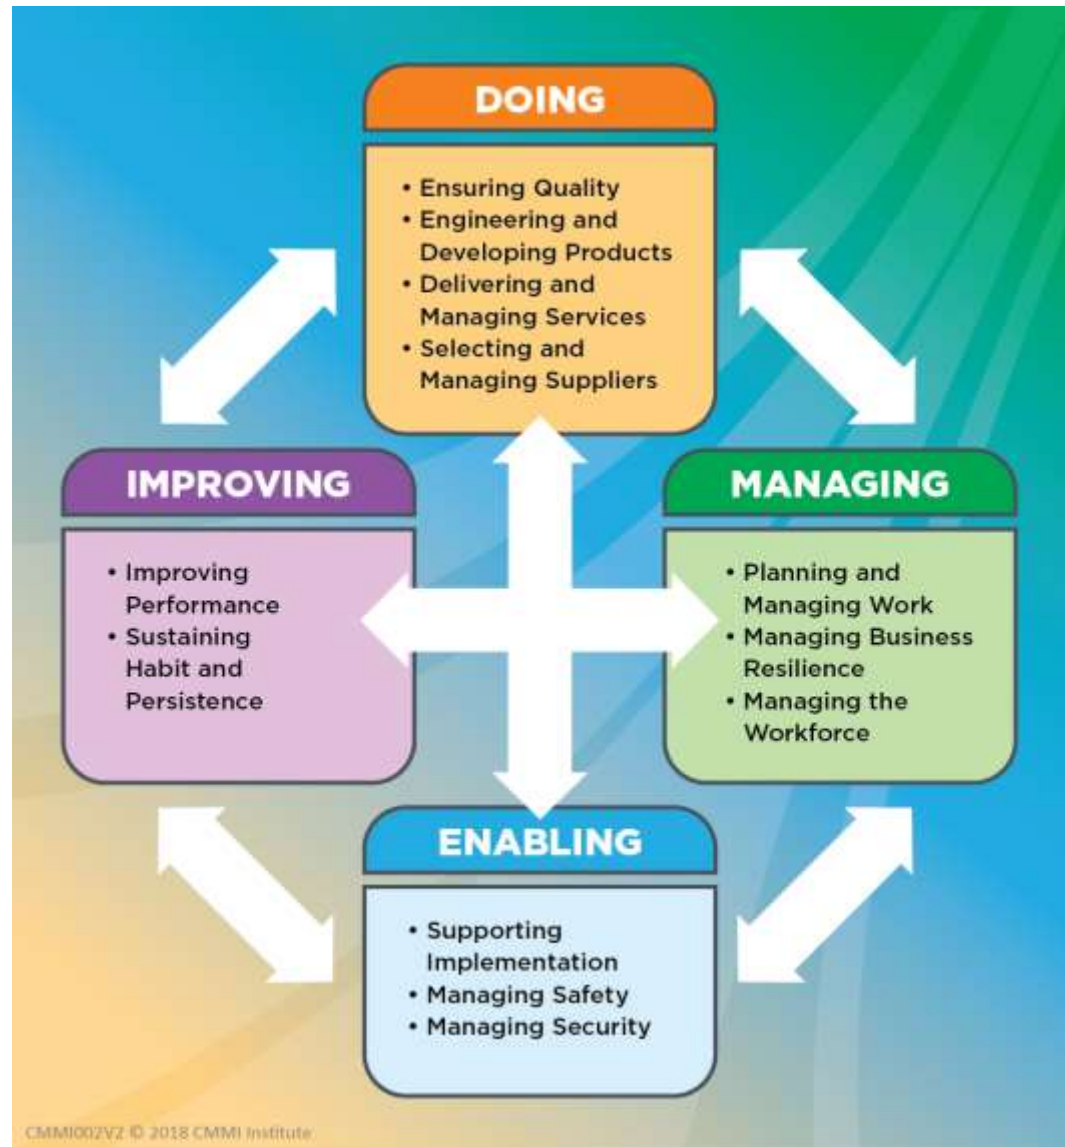 DOING
• Ensuring Quality
• Engineering and
Developing Products
• Delivering and
Managing Services
• Selecting and
Managing Suppliers
IMPROVING
• Improving
Performance
• Sustaining
Habit and
Persistence
MANAGING
• Planning and
Managing Work
• Managing Business
Resilience
• Managing the
Workforce
ENABLING
• Supporting
Implementation
• Managing Safety
• Managing Security
CMMI002V2 © 2018 CMMI Institute